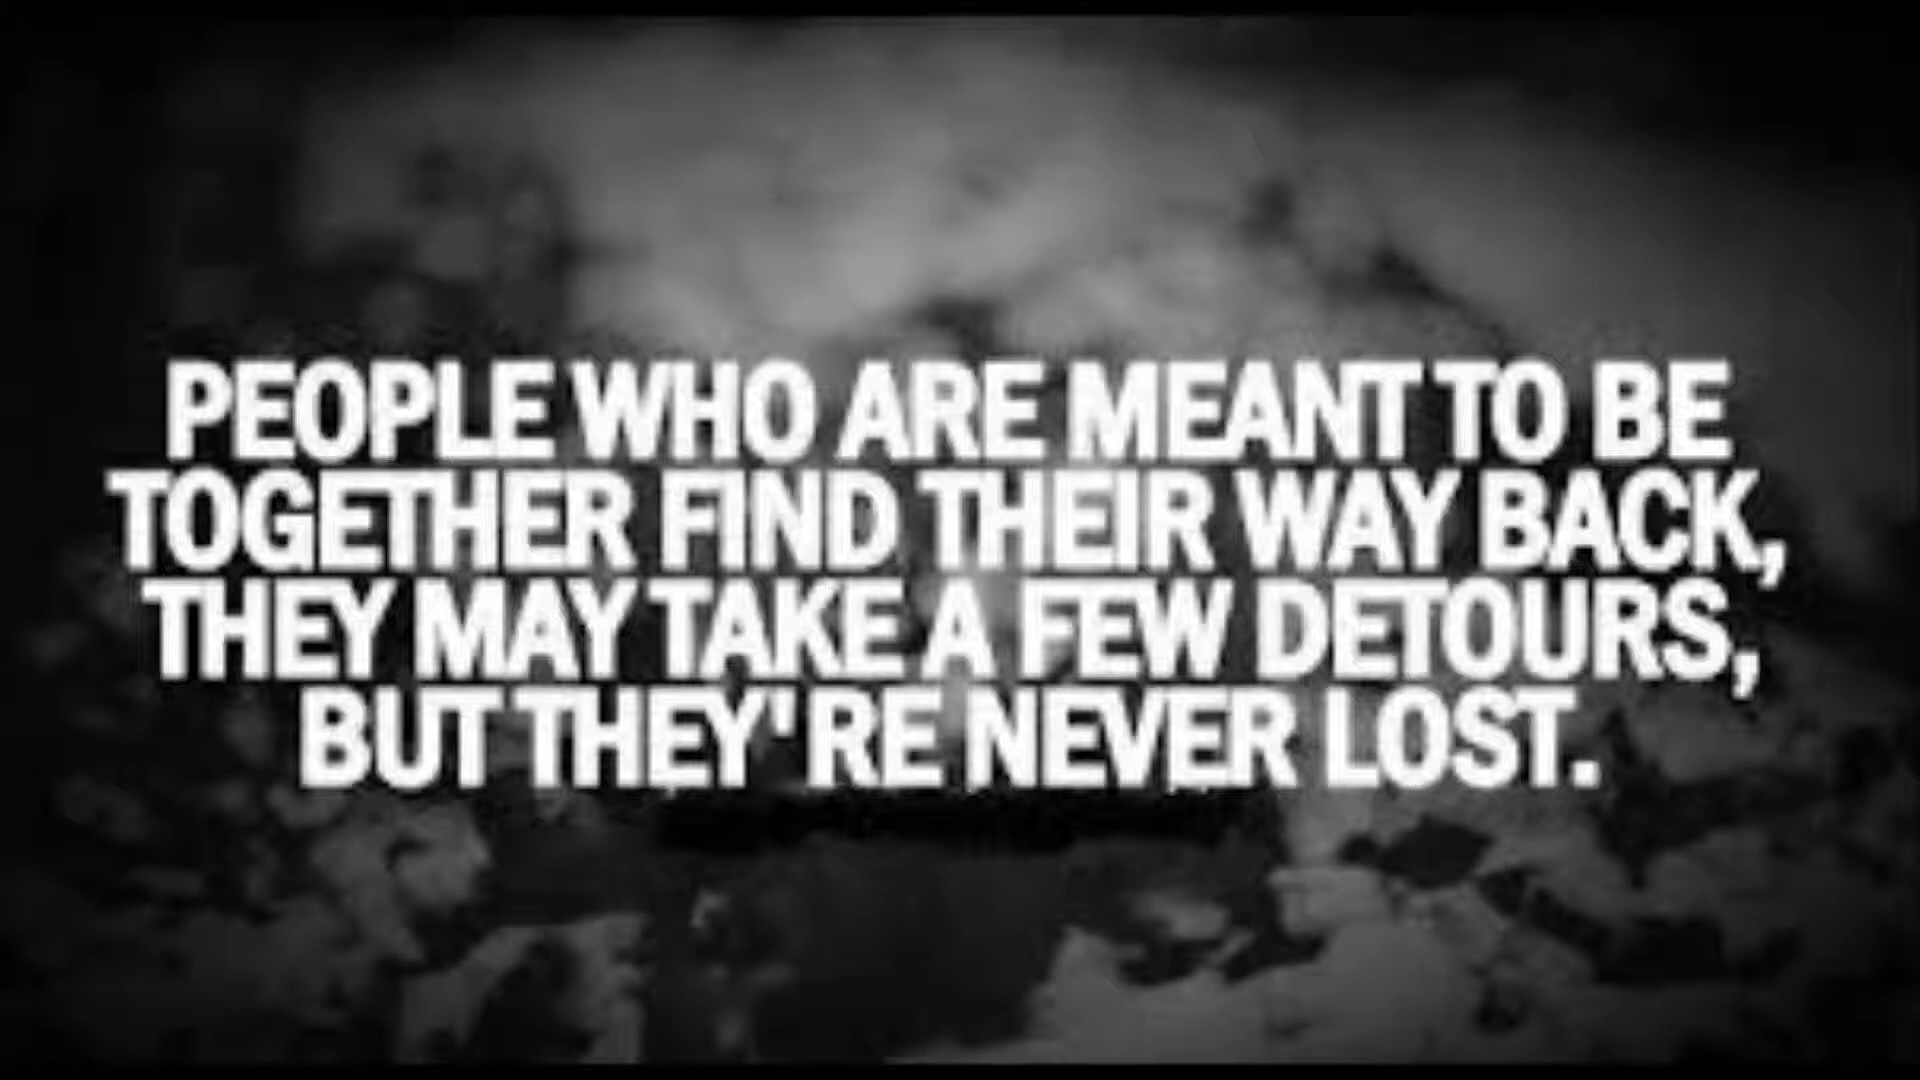 PEOPLE WHO ARE MEANT TO BE
TOGETHER FIND THEIR WAY BACK,
THEY MAY TAKE A FEW DETOURS,
BUT THEY'RE NEVER LOST.